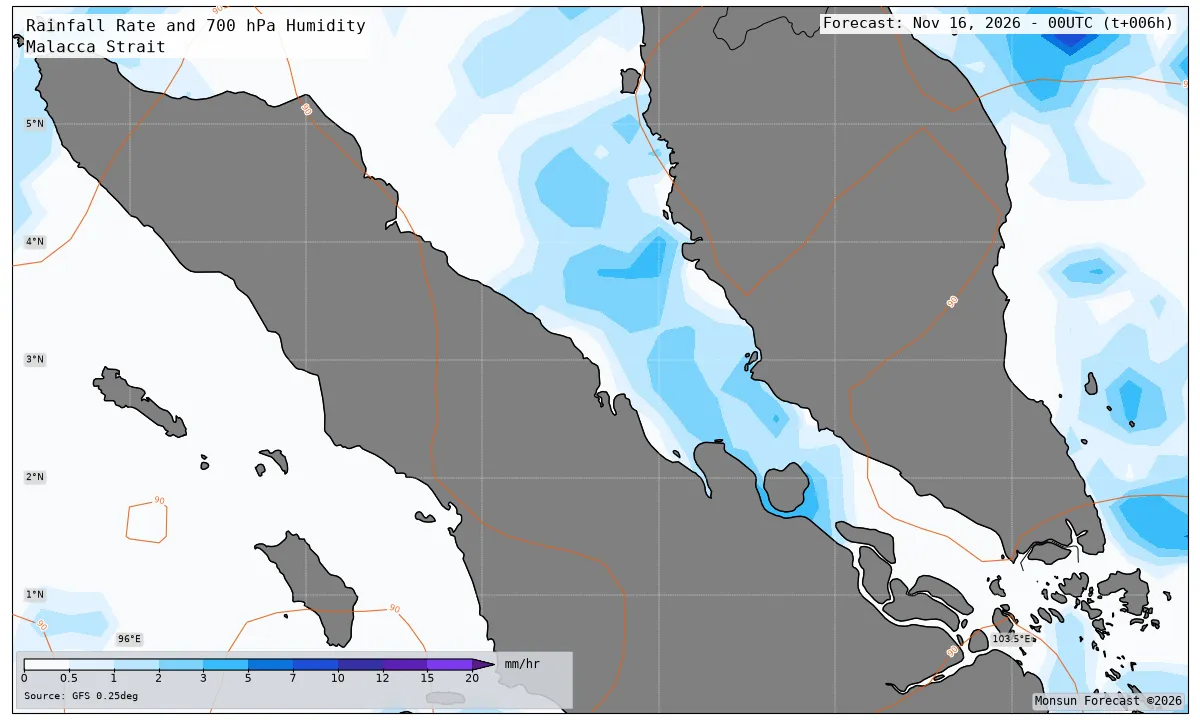 Rainfall Rate and 700 hPa Humidity
Malacca Strait
Forecast: Nov 16, 2026 - 00UTC (t+006h)
90
90
9
5°N
4°N
90
3°N
2°N
90
1°N
90
90
96°E
103.5°E
90
mm/hr
0 0.5 1 2 3 5 7 10 12 15 20
Source: GFS 0.25deg
Monsun Forecast ©2026